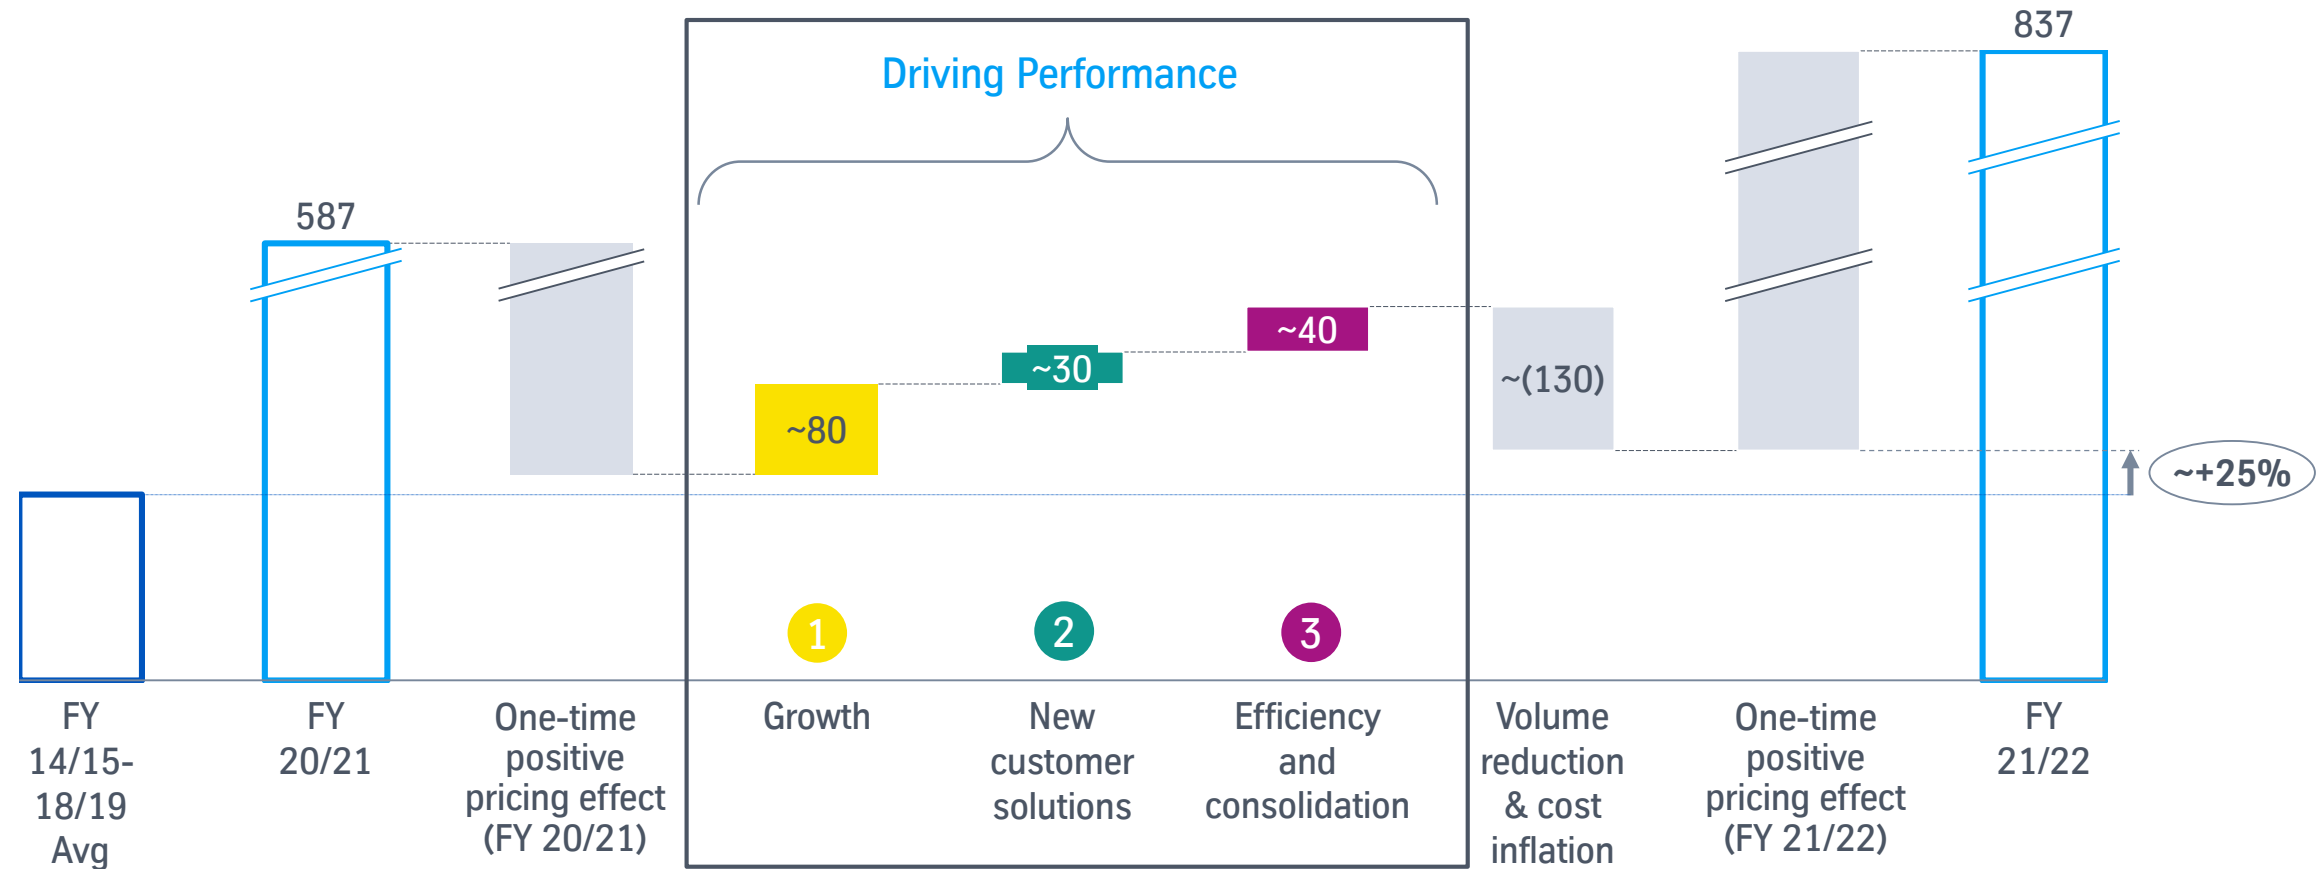 837
Driving Performance
587
~40
~30
~(130)
~80
~+25%
1
2
3
FY
14/15-
18/19
Avg
FY
20/21
One-time
positive
pricing effect
(FY 20/21)
Growth
New
customer
solutions
Efficiency
and
consolidation
Volume
reduction
& cost
inflation
One-time
positive
pricing effect
(FY 21/22)
FY
21/22